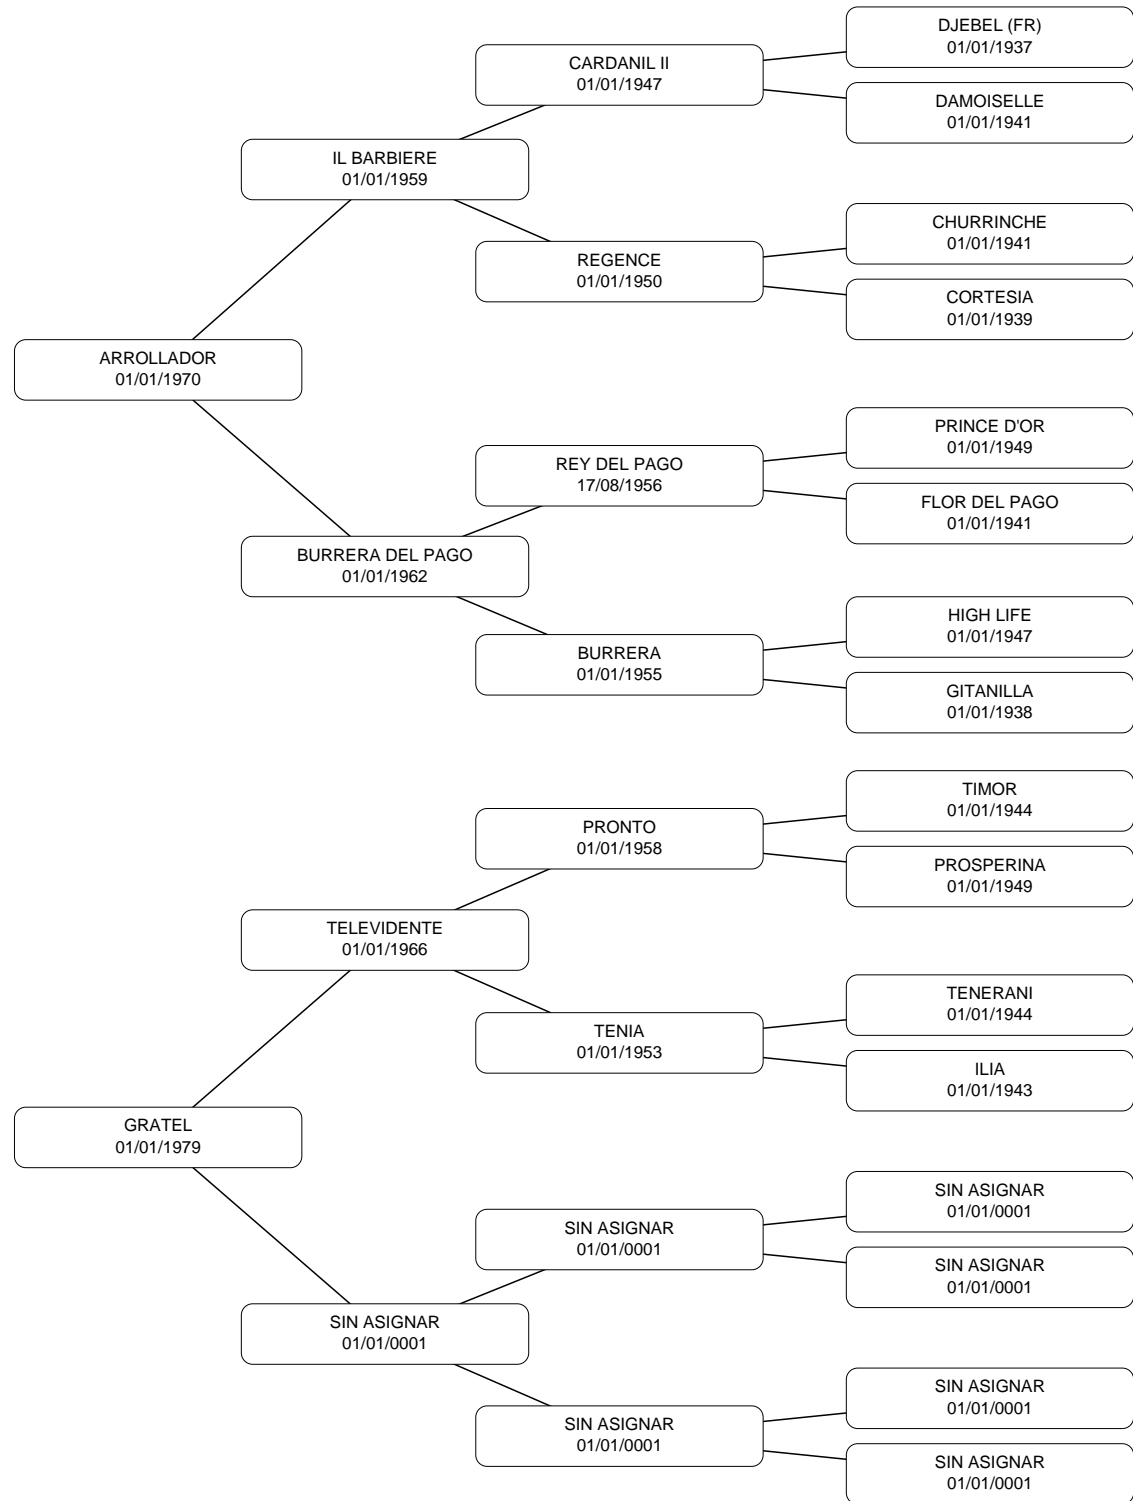 DJEBEL (FR)
01/01/1937
CARDANIL II
01/01/1947
DAMOISELLE
01/01/1941
IL BARBIERE
01/01/1959
CHURRINCHE
01/01/1941
REGENCE
01/01/1950
CORTESIA
01/01/1939
ARROLLADOR
01/01/1970
PRINCE D'OR
01/01/1949
REY DEL PAGO
17/08/1956
FLOR DEL PAGO
01/01/1941
BURRERA DEL PAGO
01/01/1962
HIGH LIFE
01/01/1947
BURRERA
01/01/1955
GITANILLA
01/01/1938
TIMOR
01/01/1944
PRONTO
01/01/1958
PROSPERINA
01/01/1949
TELEVIDENTE
01/01/1966
TENERANI
01/01/1944
TENIA
01/01/1953
ILIA
01/01/1943
GRATEL
01/01/1979
SIN ASIGNAR
01/01/0001
SIN ASIGNAR
01/01/0001
SIN ASIGNAR
01/01/0001
SIN ASIGNAR
01/01/0001
SIN ASIGNAR
01/01/0001
SIN ASIGNAR
01/01/0001
SIN ASIGNAR
01/01/0001